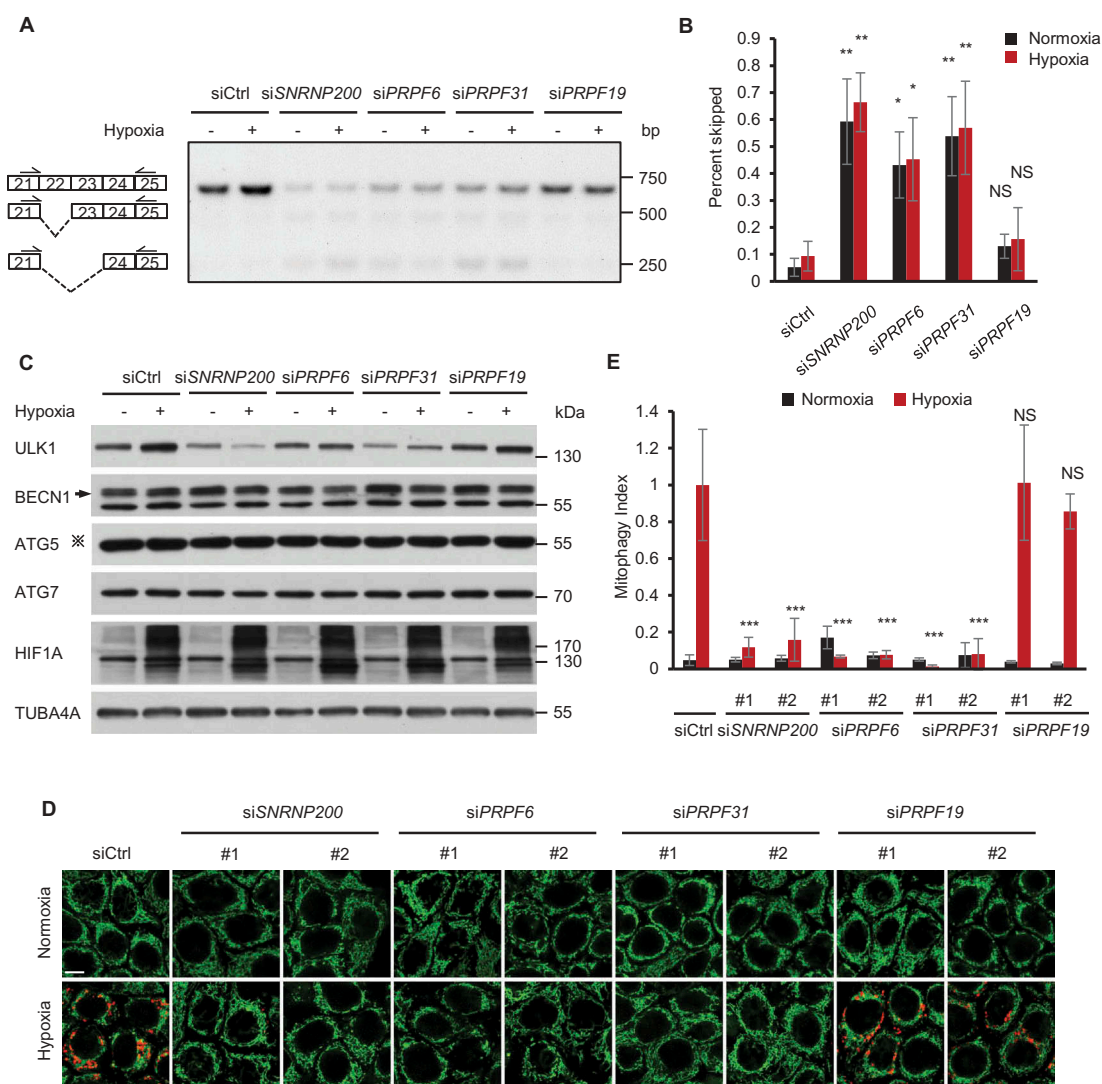 A
siCtrl siSNRNP200 siPRPF6 siPRPF31 siPRPF19
Hypoxia - + - + - + - + - + bp
21 22 23 24 25
21 23 24 25
21 24 25
750
500
250
B
Normoxia
Hypoxia
Percent skipped
0.9
0.8
0.7
0.6
0.5
0.4
0.3
0.2
0.1
0
** ** * * ** ** NS NS
siCtrl
siSNRNP200
siPRPF6
siPRPF31
siPRPF19
C
siCtrl siSNRNP200 siPRPF6 siPRPF31 siPRPF19
Hypoxia - + - + - + - + - + kDa
ULK1 130
BECN1 55
ATG5 ※ 55
ATG7 70
HIF1A 170
130
TUBA4A 55
E
Normoxia Hypoxia
Mitophagy Index
1.4
1.2
1
0.8
0.6
0.4
0.2
0
*** *** *** *** *** *** NS NS
#1 #2 #1 #2 #1 #2 #1 #2
siCtrl siSNRNP200 siPRPF6 siPRPF31 siPRPF19
D
siSNRNP200 siPRPF6 siPRPF31 siPRPF19
siCtrl #1 #2 #1 #2 #1 #2 #1 #2
Normoxia
Hypoxia